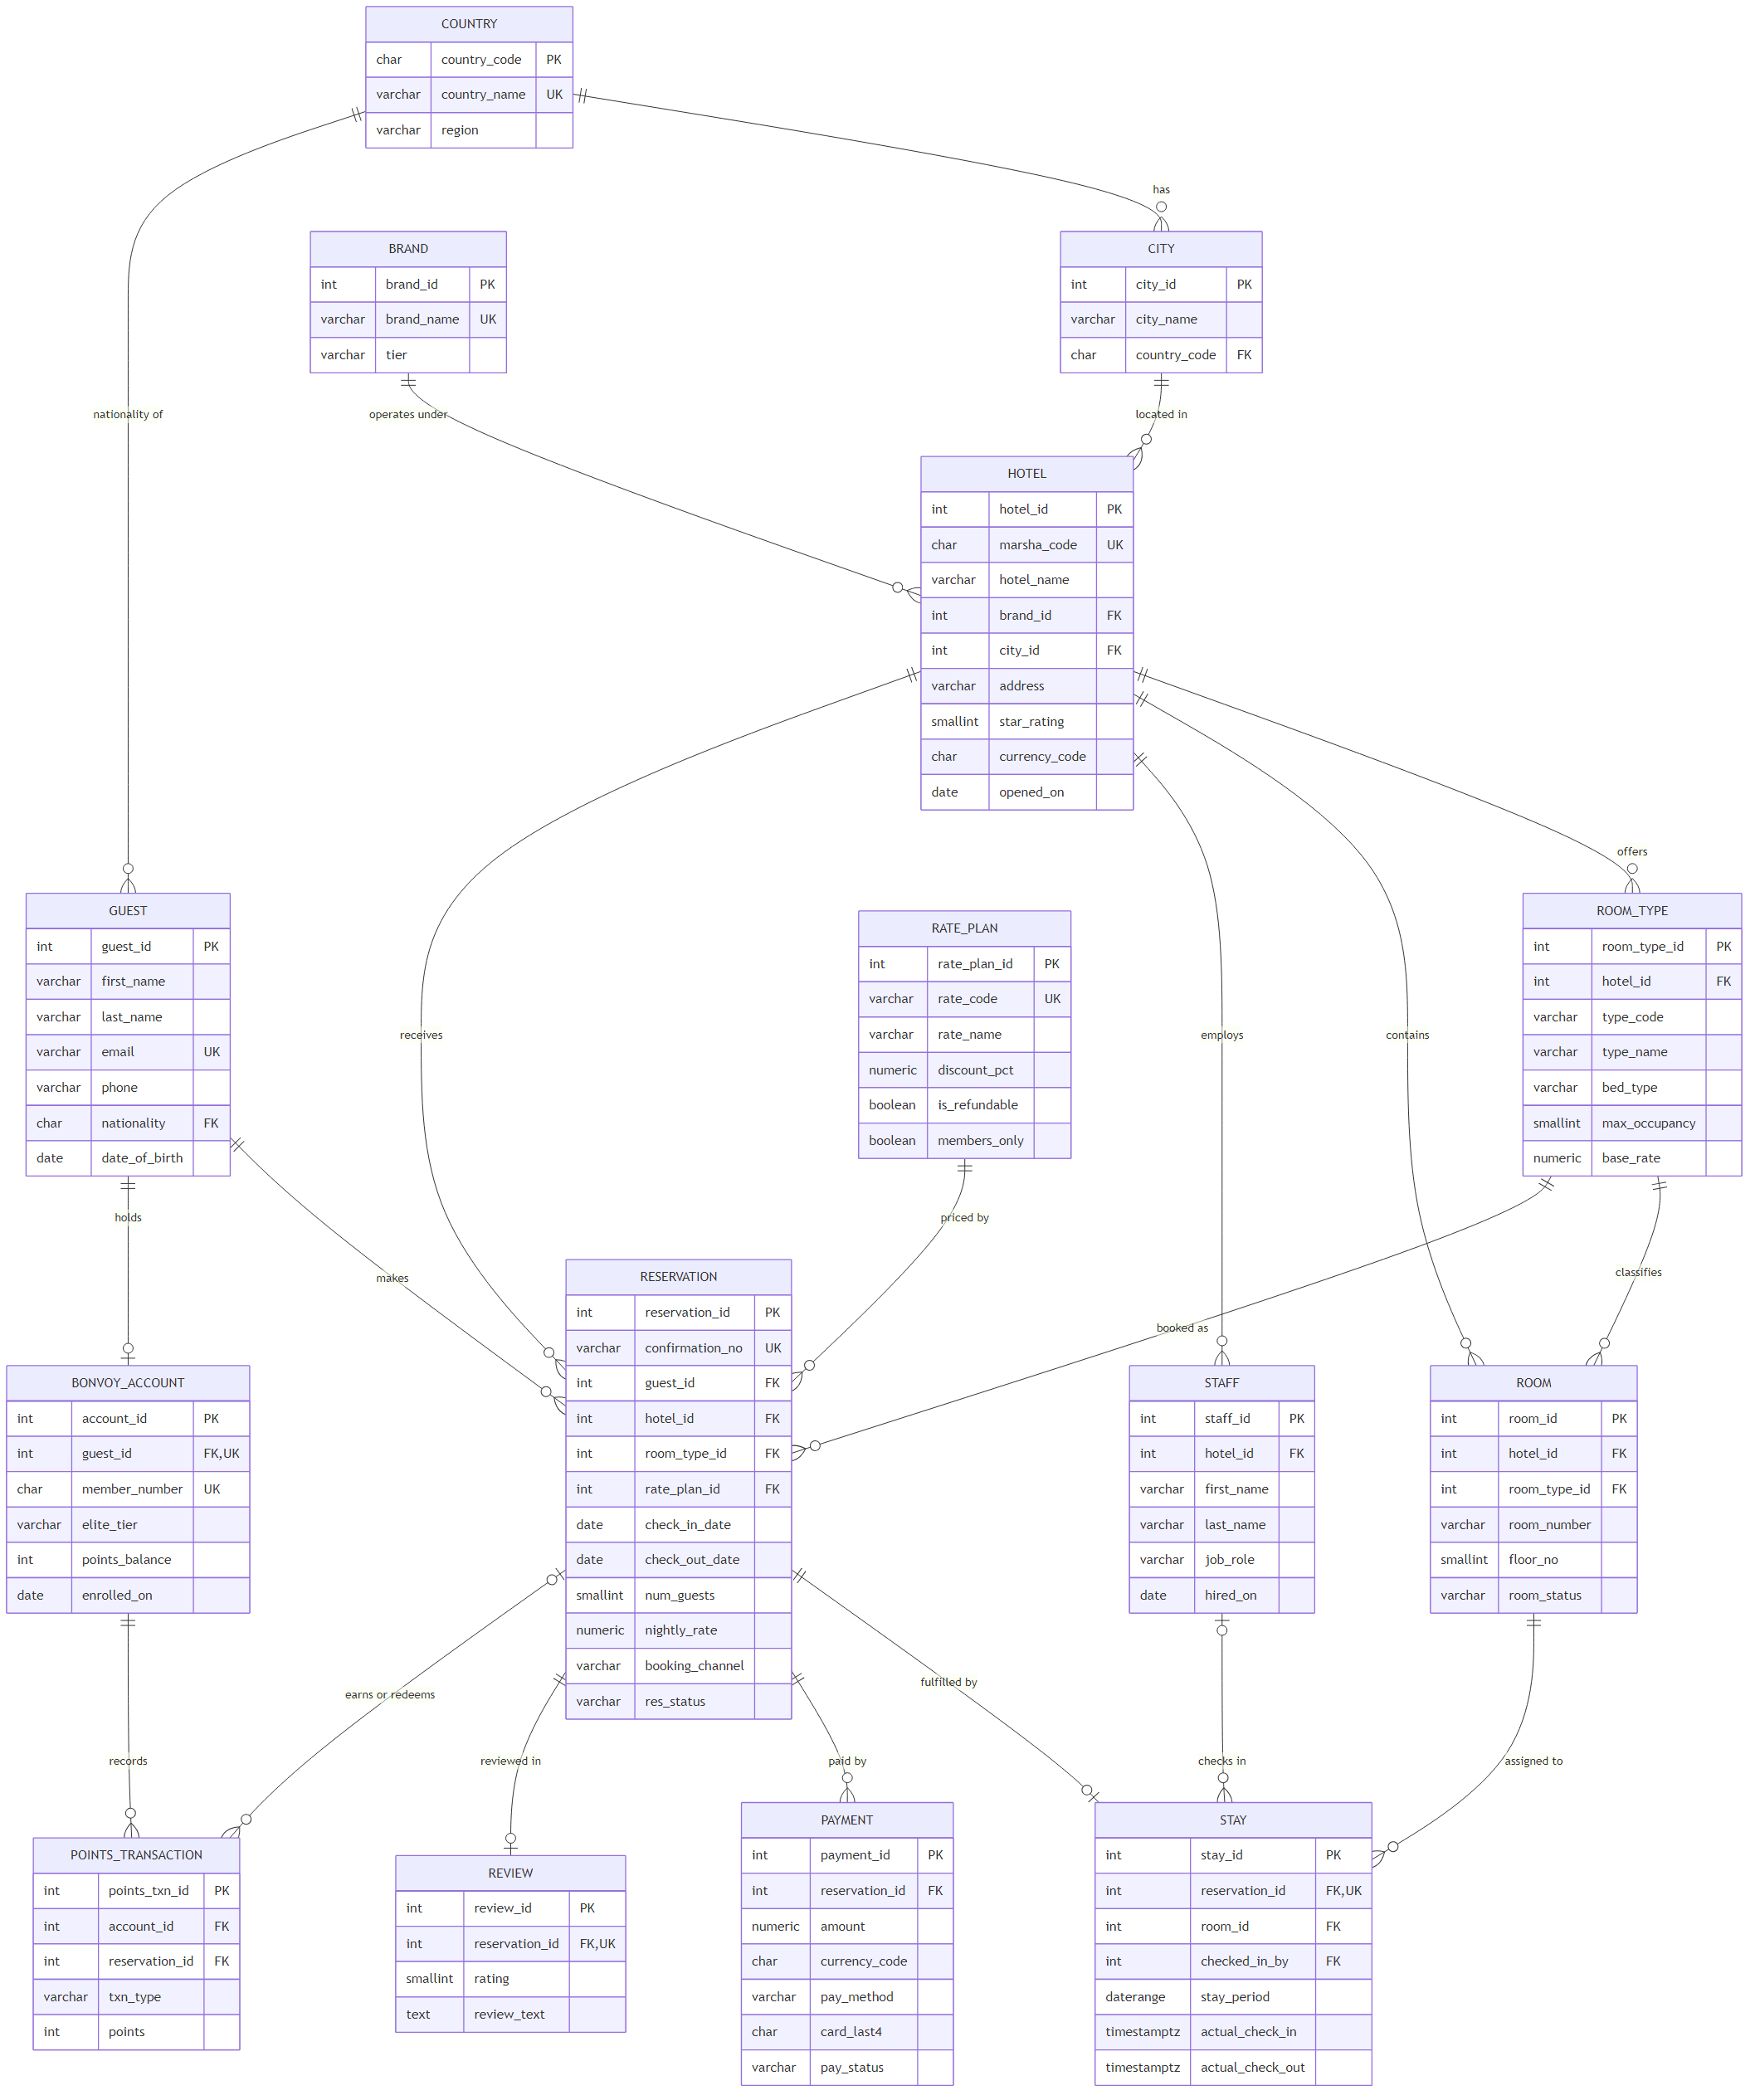 COUNTRY
char country_code PK
varchar country_name UK
varchar region
has
BRAND
int brand_id PK
varchar brand_name UK
varchar tier
CITY
int city_id PK
varchar city_name
char country_code FK
nationality of
operates under
located in
HOTEL
int hotel_id PK
char marsha_code UK
varchar hotel_name
int brand_id FK
int city_id FK
varchar address
smallint star_rating
char currency_code
date opened_on
offers
GUEST
int guest_id PK
varchar first_name
varchar last_name
varchar email UK
varchar phone
char nationality FK
date date_of_birth
RATE_PLAN
int rate_plan_id PK
varchar rate_code UK
varchar rate_name
numeric discount_pct
boolean is_refundable
boolean members_only
ROOM_TYPE
int room_type_id PK
int hotel_id FK
varchar type_code
varchar type_name
varchar bed_type
smallint max_occupancy
numeric base_rate
receives
employs
contains
holds
priced by
makes
classifies
booked as
RESERVATION
int reservation_id PK
varchar confirmation_no UK
int guest_id FK
int hotel_id FK
int room_type_id FK
int rate_plan_id FK
date check_in_date
date check_out_date
smallint num_guests
numeric nightly_rate
varchar booking_channel
varchar res_status
BONVOY_ACCOUNT
int account_id PK
int guest_id FK,UK
char member_number UK
varchar elite_tier
int points_balance
date enrolled_on
STAFF
int staff_id PK
int hotel_id FK
varchar first_name
varchar last_name
varchar job_role
date hired_on
ROOM
int room_id PK
int hotel_id FK
int room_type_id FK
varchar room_number
smallint floor_no
varchar room_status
earns or redeems
fulfilled by
records
reviewed in
paid by
checks in
assigned to
POINTS_TRANSACTION
int points_txn_id PK
int account_id FK
int reservation_id FK
varchar txn_type
int points
REVIEW
int review_id PK
int reservation_id FK,UK
smallint rating
text review_text
PAYMENT
int payment_id PK
int reservation_id FK
numeric amount
char currency_code
varchar pay_method
char card_last4
varchar pay_status
STAY
int stay_id PK
int reservation_id FK,UK
int room_id FK
int checked_in_by FK
daterange stay_period
timestamptz actual_check_in
timestamptz actual_check_out